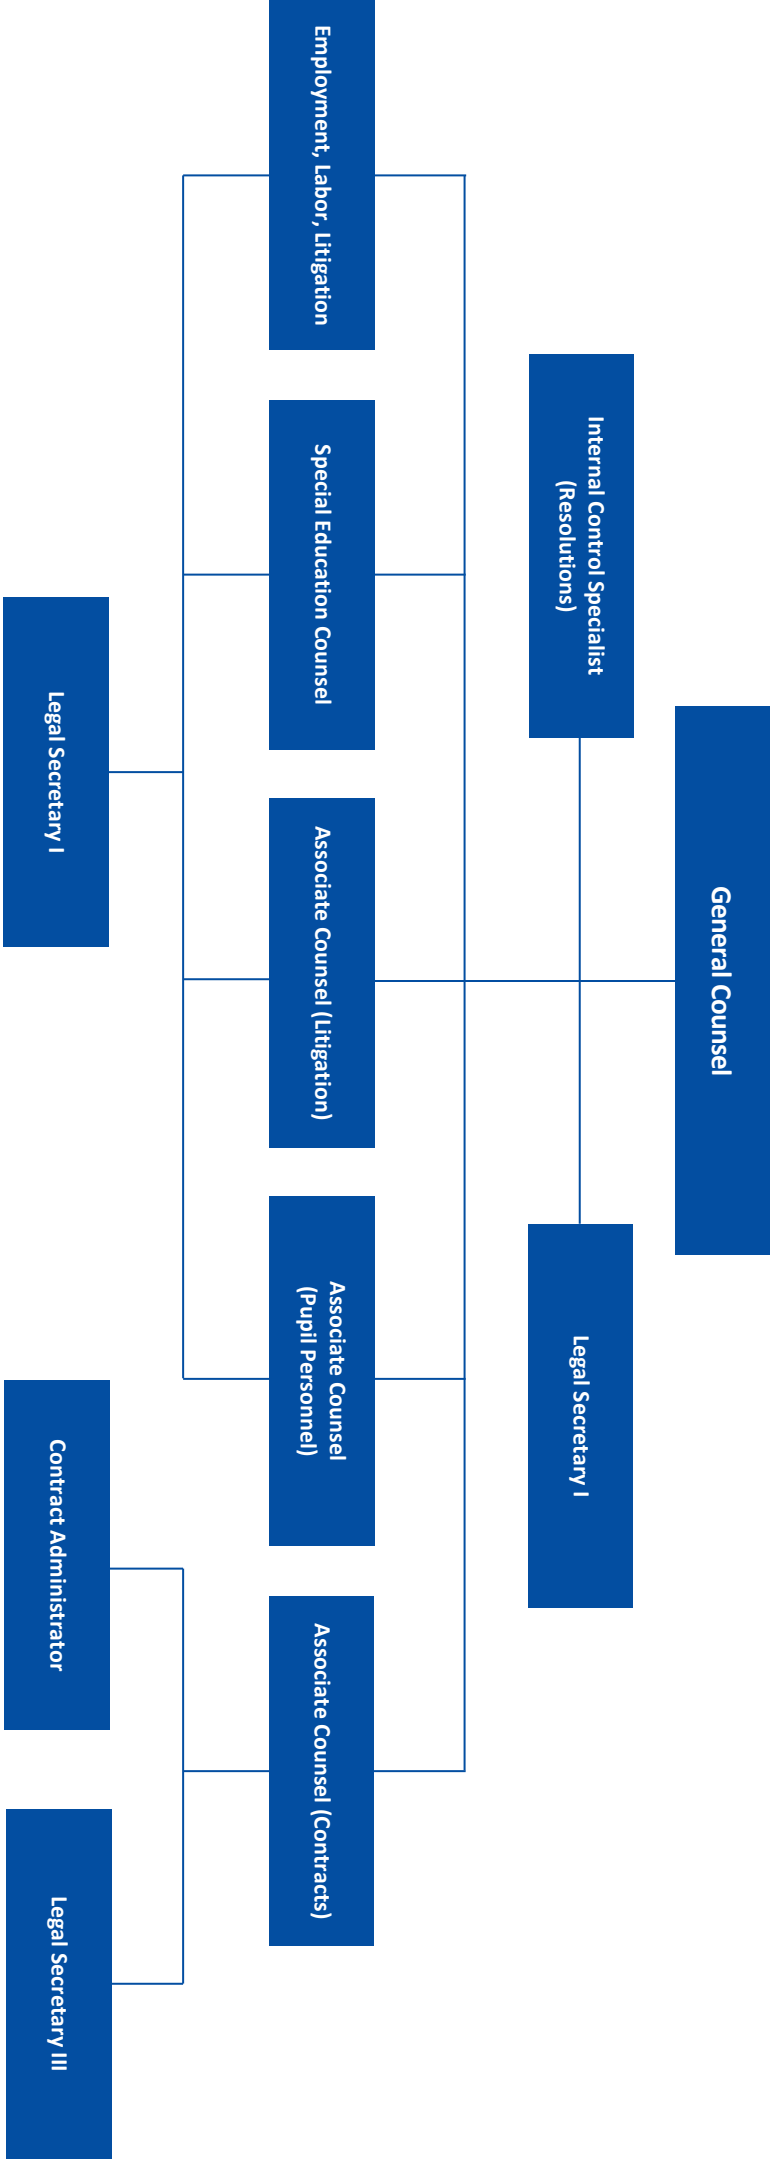 General Counsel
Internal Control Specialist
(Resolutions)
Legal Secretary I
Employment, Labor, Litigation
Special Education Counsel
Associate Counsel (Litigation)
Associate Counsel
(Pupil Personnel)
Associate Counsel (Contracts)
Legal Secretary I
Contract Administrator
Legal Secretary III